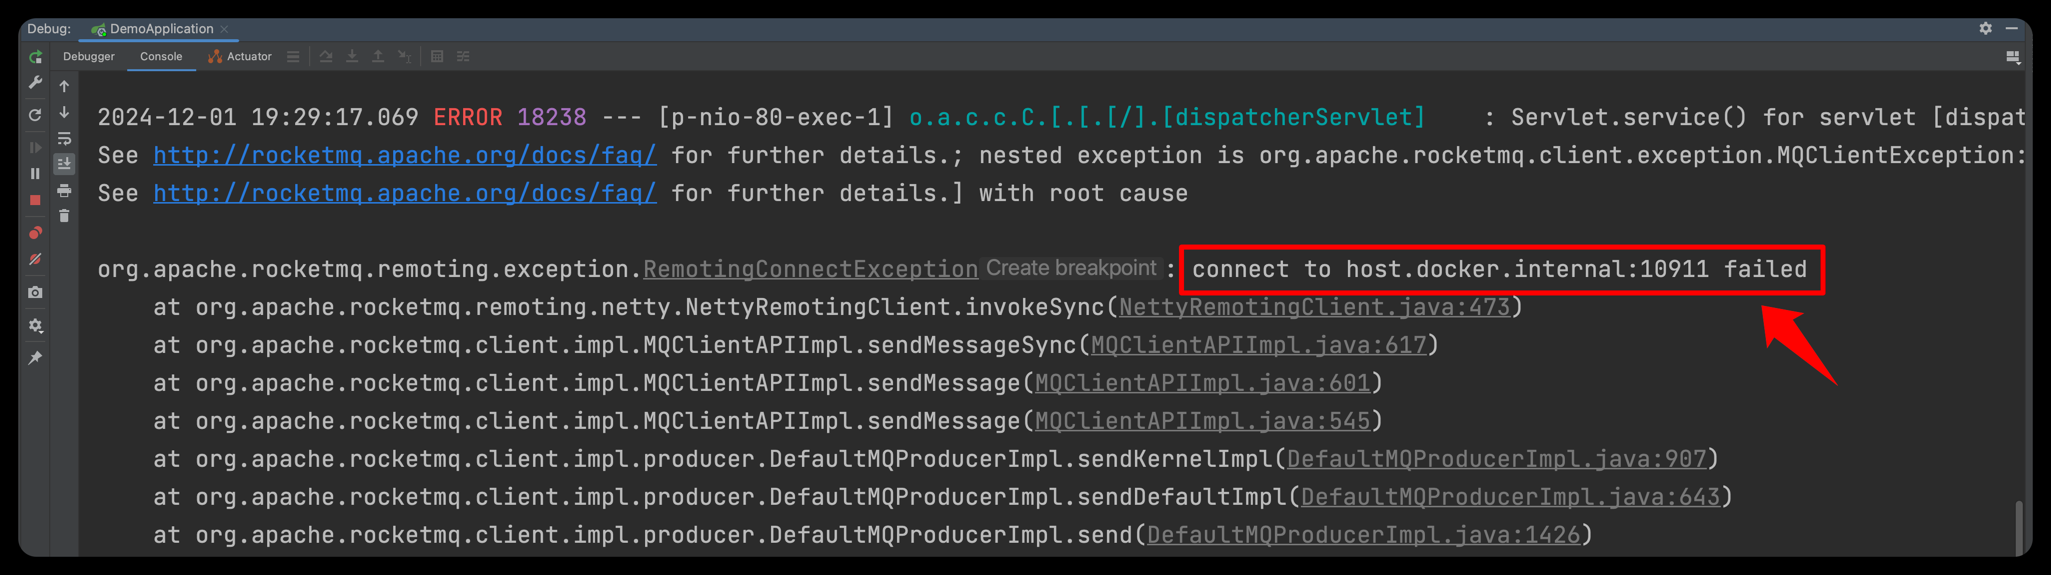 Debug: DemoApplication
Debugger Console Actuator
2024-12-01 19:29:17.069 ERROR 18238 --- [p-nio-80-exec-1] o.a.c.c.C.[.[.[/].[dispatcherServlet] : Servlet.service() for servlet [dispat
See http://rocketmq.apache.org/docs/faq/ for further details.; nested exception is org.apache.rocketmq.client.exception.MQClientException:
See http://rocketmq.apache.org/docs/faq/ for further details.] with root cause
org.apache.rocketmq.remoting.exception.RemotingConnectException Create breakpoint : connect to host.docker.internal:10911 failed
at org.apache.rocketmq.remoting.netty.NettyRemotingClient.invokeSync(NettyRemotingClient.java:473)
at org.apache.rocketmq.client.impl.MQClientAPIImpl.sendMessageSync(MQClientAPIImpl.java:617)
at org.apache.rocketmq.client.impl.MQClientAPIImpl.sendMessage(MQClientAPIImpl.java:601)
at org.apache.rocketmq.client.impl.MQClientAPIImpl.sendMessage(MQClientAPIImpl.java:545)
at org.apache.rocketmq.client.impl.producer.DefaultMQProducerImpl.sendKernelImpl(DefaultMQProducerImpl.java:907)
at org.apache.rocketmq.client.impl.producer.DefaultMQProducerImpl.sendDefaultImpl(DefaultMQProducerImpl.java:643)
at org.apache.rocketmq.client.impl.producer.DefaultMQProducerImpl.send(DefaultMQProducerImpl.java:1426)